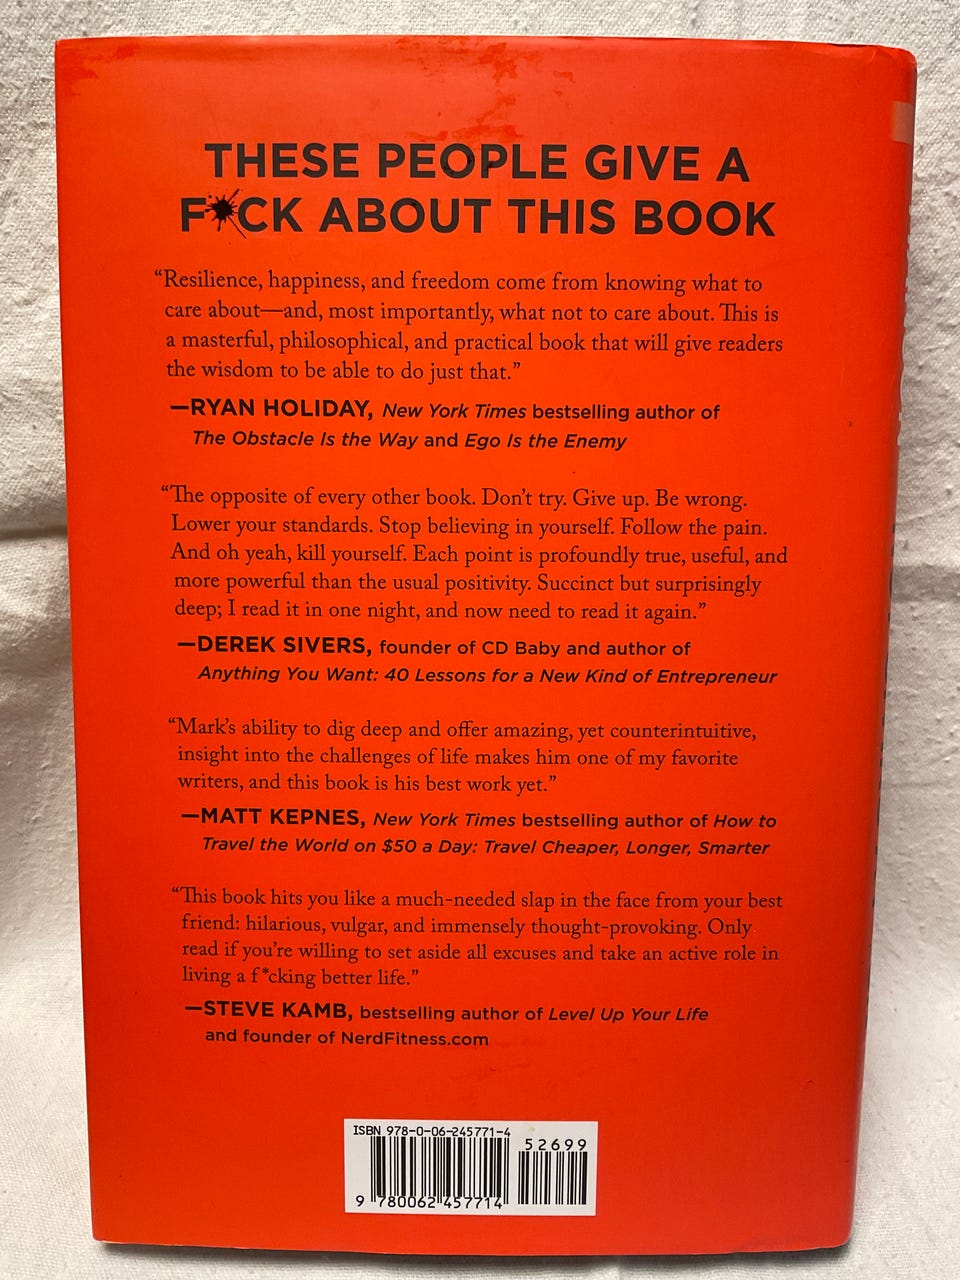 THESE PEOPLE GIVE A
F*CK ABOUT THIS BOOK
“Resilience, happiness, and freedom come from knowing what to
care about—and, most importantly, what not to care about. This is
a masterful, philosophical, and practical book that will give readers
the wisdom to be able to do just that.”
—RYAN HOLIDAY, New York Times bestselling author of
The Obstacle Is the Way and Ego Is the Enemy
“The opposite of every other book. Don’t try. Give up. Be wrong.
Lower your standards. Stop believing in yourself. Follow the pain.
And oh yeah, kill yourself. Each point is profoundly true, useful, and
more powerful than the usual positivity. Succinct but surprisingly
deep; I read it in one night, and now need to read it again.”
—DEREK SIVERS, founder of CD Baby and author of
Anything You Want: 40 Lessons for a New Kind of Entrepreneur
“Mark’s ability to dig deep and offer amazing, yet counterintuitive,
insight into the challenges of life makes him one of my favorite
writers, and this book is his best work yet.”
—MATT KEPNES, New York Times bestselling author of How to
Travel the World on $50 a Day: Travel Cheaper, Longer, Smarter
“This book hits you like a much-needed slap in the face from your best
friend: hilarious, vulgar, and immensely thought-provoking. Only
read if you’re willing to set aside all excuses and take an active role in
living a f*cking better life.”
—STEVE KAMB, bestselling author of Level Up Your Life
and founder of NerdFitness.com
ISBN 978-0-06-245771-4
52699
9 780062 457714